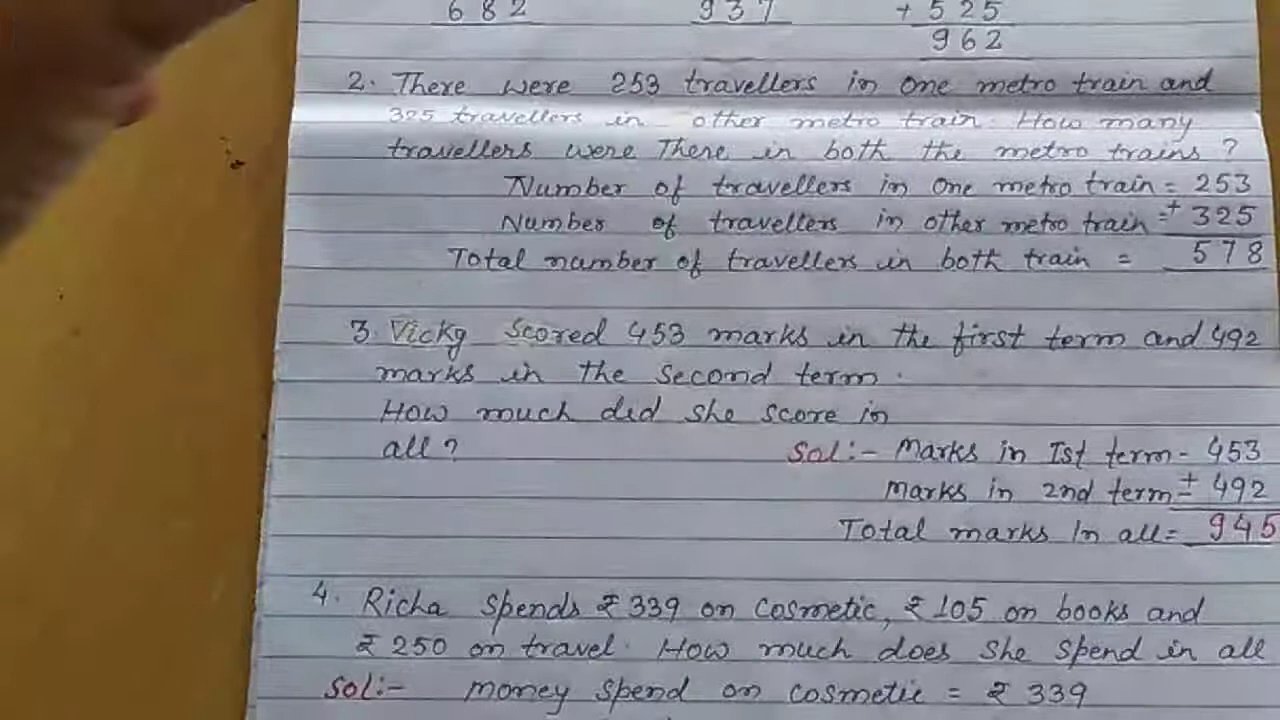 682 937 + 525
962
2. There were 253 travellers in one metro train and
325 travellers in other metro train. How many
travellers were There in both the metro trains ?
Number of travellers in one metro train = 253
Number of travellers in other metro train =+ 325
Total number of travellers in both train = 578
3. Vicky scored 453 marks in the first term and 492
marks in the second term.
How much did she score in
all ? Sol:- Marks in Ist term - 453
Marks in 2nd term =+ 492
Total marks In all = 945
4. Richa spends ₹ 339 on cosmetic, ₹ 105 on books and
₹ 250 on travel. How much does she spend in all
Sol:- money spend on cosmetic = ₹ 339